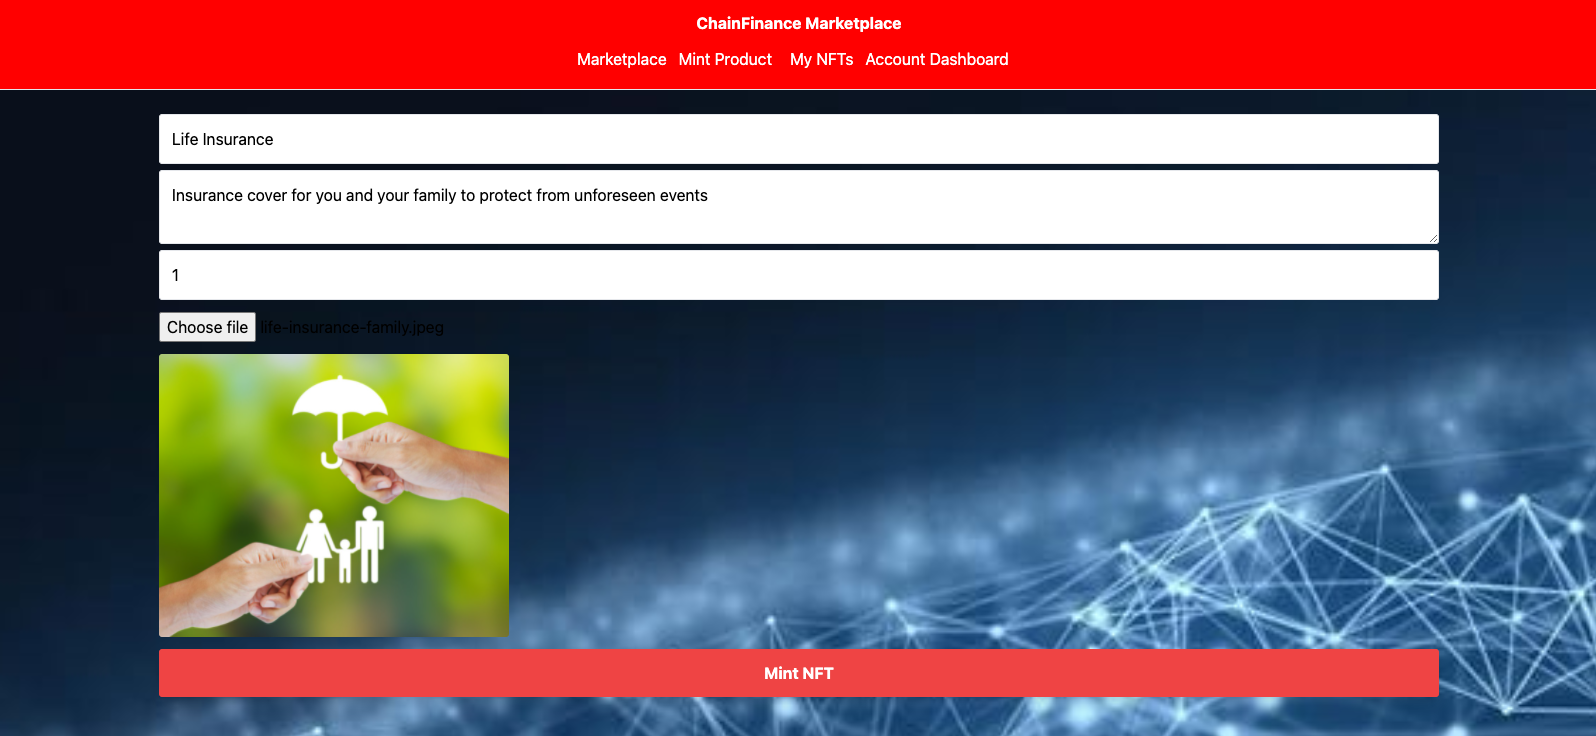 ChainFinance Marketplace
Marketplace Mint Product My NFTs Account Dashboard
Life Insurance
Insurance cover for you and your family to protect from unforeseen events
1
Choose file life-insurance-family.jpeg
Mint NFT